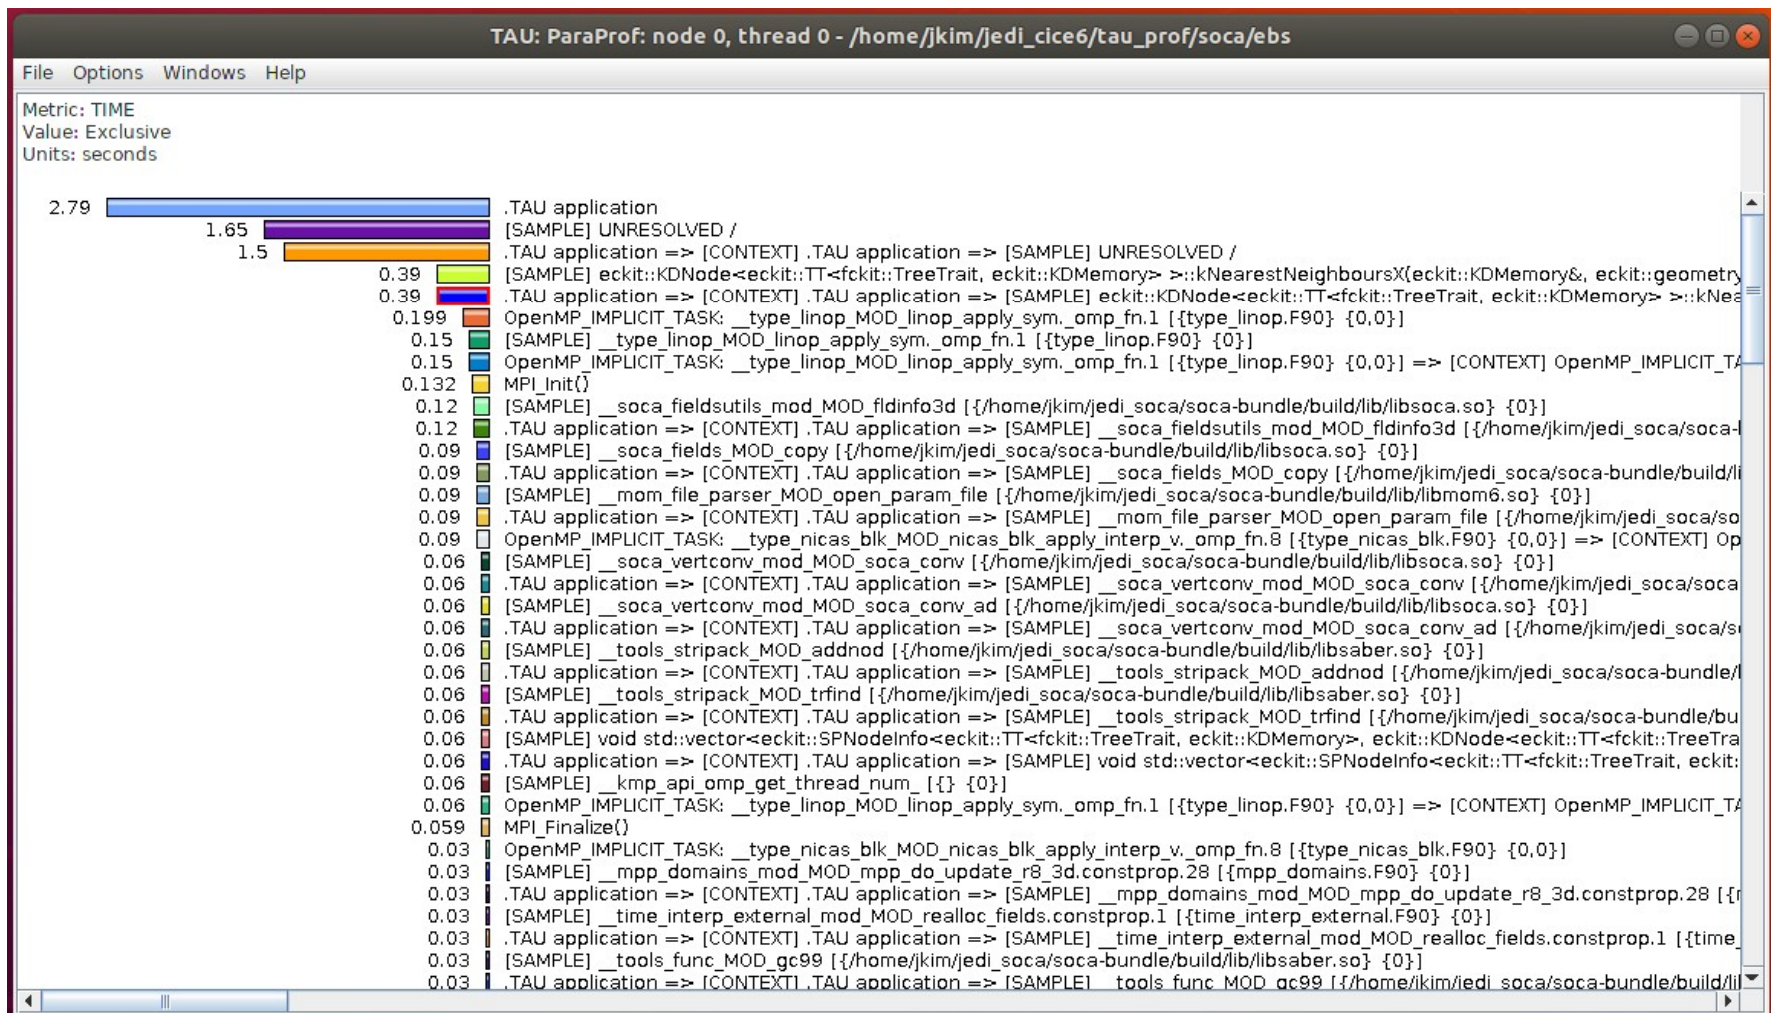 TAU: ParaProf: node 0, thread 0 - /home/jkim/jedi_cice6/tau_prof/soca/ebs
File Options Windows Help
Metric: TIME
Value: Exclusive
Units: seconds
2.79 .TAU application
1.65 [SAMPLE] UNRESOLVED /
1.5 .TAU application => [CONTEXT] .TAU application => [SAMPLE] UNRESOLVED /
0.39 [SAMPLE] eckit::KDNode<eckit::TT<fckit::TreeTrait, eckit::KDMemory> >::kNearestNeighboursX(eckit::KDMemory&, eckit::geometry
0.39 .TAU application => [CONTEXT] .TAU application => [SAMPLE] eckit::KDNode<eckit::TT<fckit::TreeTrait, eckit::KDMemory> >::kNea
0.199 OpenMP_IMPLICIT_TASK: __type_linop_MOD_linop_apply_sym._omp_fn.1 [{type_linop.F90} {0,0}]
0.15 [SAMPLE] __type_linop_MOD_linop_apply_sym._omp_fn.1 [{type_linop.F90} {0}]
0.15 OpenMP_IMPLICIT_TASK: __type_linop_MOD_linop_apply_sym._omp_fn.1 [{type_linop.F90} {0,0}] => [CONTEXT] OpenMP_IMPLICIT_TA
0.132 MPI_Init()
0.12 [SAMPLE] __soca_fieldsutils_mod_MOD_fldinfo3d [{/home/jkim/jedi_soca/soca-bundle/build/lib/libsoca.so} {0}]
0.12 .TAU application => [CONTEXT] .TAU application => [SAMPLE] __soca_fieldsutils_mod_MOD_fldinfo3d [{/home/jkim/jedi_soca/soca-l
0.09 [SAMPLE] __soca_fields_MOD_copy [{/home/jkim/jedi_soca/soca-bundle/build/lib/libsoca.so} {0}]
0.09 .TAU application => [CONTEXT] .TAU application => [SAMPLE] __soca_fields_MOD_copy [{/home/jkim/jedi_soca/soca-bundle/build/li
0.09 [SAMPLE] __mom_file_parser_MOD_open_param_file [{/home/jkim/jedi_soca/soca-bundle/build/lib/libmom6.so} {0}]
0.09 .TAU application => [CONTEXT] .TAU application => [SAMPLE] __mom_file_parser_MOD_open_param_file [{/home/jkim/jedi_soca/so
0.09 OpenMP_IMPLICIT_TASK: __type_nicas_blk_MOD_nicas_blk_apply_interp_v._omp_fn.8 [{type_nicas_blk.F90} {0,0}] => [CONTEXT] Op
0.06 [SAMPLE] __soca_vertconv_mod_MOD_soca_conv [{/home/jkim/jedi_soca/soca-bundle/build/lib/libsoca.so} {0}]
0.06 .TAU application => [CONTEXT] .TAU application => [SAMPLE] __soca_vertconv_mod_MOD_soca_conv [{/home/jkim/jedi_soca/soca
0.06 [SAMPLE] __soca_vertconv_mod_MOD_soca_conv_ad [{/home/jkim/jedi_soca/soca-bundle/build/lib/libsoca.so} {0}]
0.06 .TAU application => [CONTEXT] .TAU application => [SAMPLE] __soca_vertconv_mod_MOD_soca_conv_ad [{/home/jkim/jedi_soca/s
0.06 [SAMPLE] __tools_stripack_MOD_addnod [{/home/jkim/jedi_soca/soca-bundle/build/lib/libsaber.so} {0}]
0.06 .TAU application => [CONTEXT] .TAU application => [SAMPLE] __tools_stripack_MOD_addnod [{/home/jkim/jedi_soca/soca-bundle/l
0.06 [SAMPLE] __tools_stripack_MOD_trfind [{/home/jkim/jedi_soca/soca-bundle/build/lib/libsaber.so} {0}]
0.06 .TAU application => [CONTEXT] .TAU application => [SAMPLE] __tools_stripack_MOD_trfind [{/home/jkim/jedi_soca/soca-bundle/bu
0.06 [SAMPLE] void std::vector<eckit::SPNodeInfo<eckit::TT<fckit::TreeTrait, eckit::KDMemory>, eckit::KDNode<eckit::TT<fckit::TreeTra
0.06 .TAU application => [CONTEXT] .TAU application => [SAMPLE] void std::vector<eckit::SPNodeInfo<eckit::TT<fckit::TreeTrait, eckit:
0.06 [SAMPLE] __kmp_api_omp_get_thread_num_ [{} {0}]
0.06 OpenMP_IMPLICIT_TASK: __type_linop_MOD_linop_apply_sym._omp_fn.1 [{type_linop.F90} {0,0}] => [CONTEXT] OpenMP_IMPLICIT_TA
0.059 MPI_Finalize()
0.03 OpenMP_IMPLICIT_TASK: __type_nicas_blk_MOD_nicas_blk_apply_interp_v._omp_fn.8 [{type_nicas_blk.F90} {0,0}]
0.03 [SAMPLE] __mpp_domains_mod_MOD_mpp_do_update_r8_3d.constprop.28 [{mpp_domains.F90} {0}]
0.03 .TAU application => [CONTEXT] .TAU application => [SAMPLE] __mpp_domains_mod_MOD_mpp_do_update_r8_3d.constprop.28 [{r
0.03 [SAMPLE] __time_interp_external_mod_MOD_realloc_fields.constprop.1 [{time_interp_external.F90} {0}]
0.03 .TAU application => [CONTEXT] .TAU application => [SAMPLE] __time_interp_external_mod_MOD_realloc_fields.constprop.1 [{time_
0.03 [SAMPLE] __tools_func_MOD_gc99 [{/home/jkim/jedi_soca/soca-bundle/build/lib/libsaber.so} {0}]
0.03 .TAU application => [CONTEXT] .TAU application => [SAMPLE] __tools_func_MOD_gc99 [{/home/jkim/jedi_soca/soca-bundle/build/lil